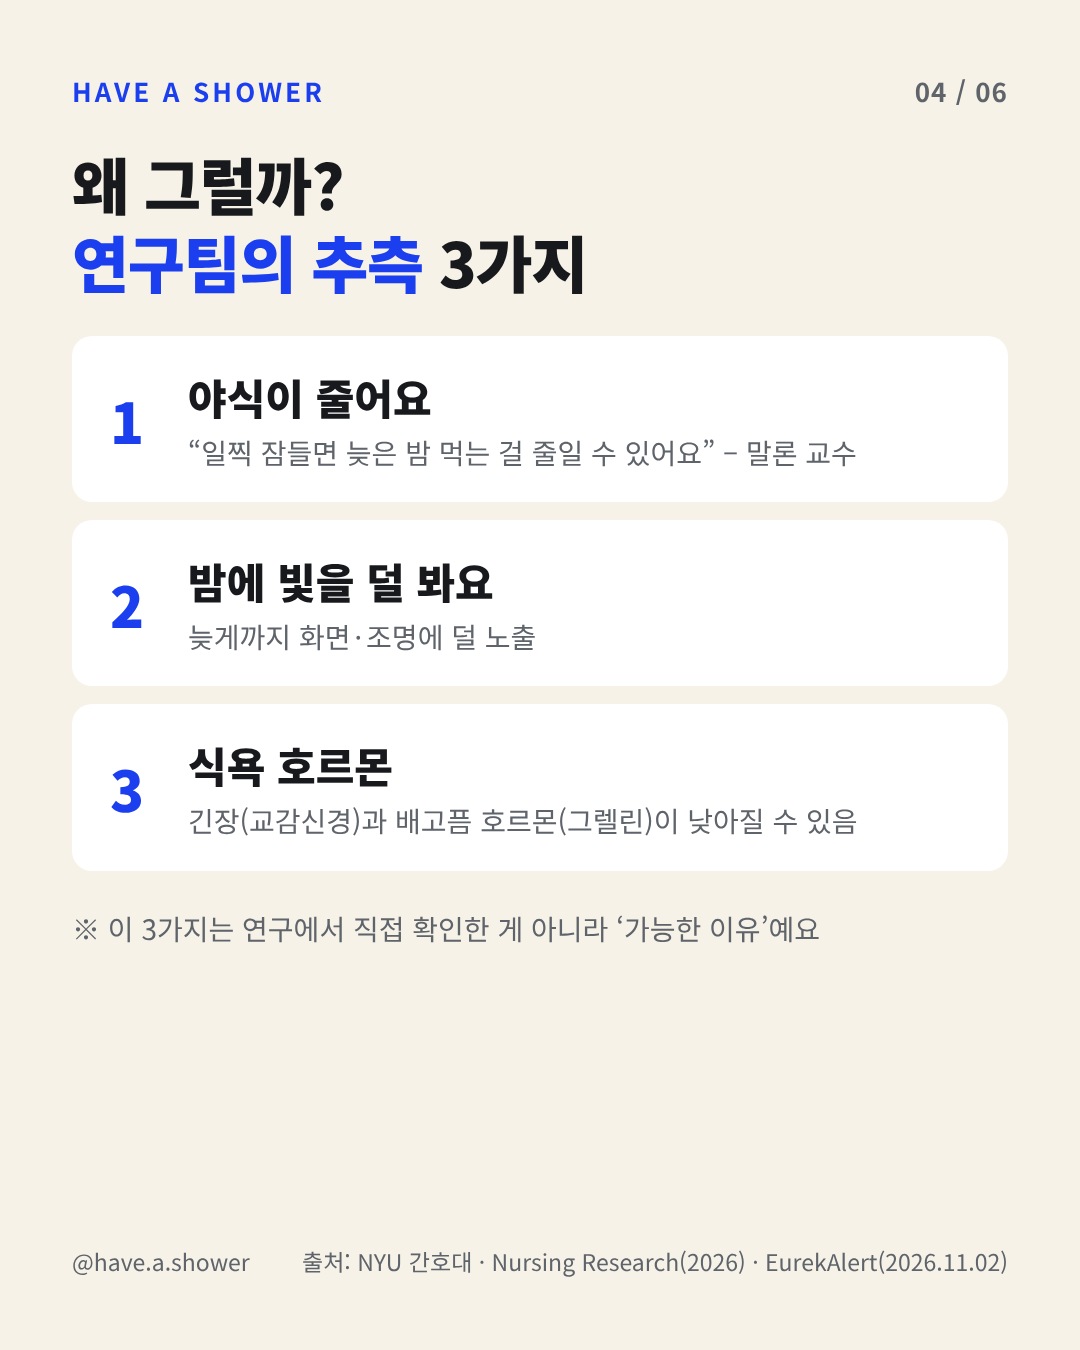 HAVE A SHOWER
04 / 06
왜 그럴까?
연구팀의 추측 3가지
1
야식이 줄어요
“일찍 잠들면 늦은 밤 먹는 걸 줄일 수 있어요” – 말론 교수
2
밤에 빛을 덜 봐요
늦게까지 화면·조명에 덜 노출
3
식욕 호르몬
긴장(교감신경)과 배고픔 호르몬(그렐린)이 낮아질 수 있음
※ 이 3가지는 연구에서 직접 확인한 게 아니라 ‘가능한 이유’예요
@have.a.shower
출처: NYU 간호대 · Nursing Research(2026) · EurekAlert(2026.11.02)